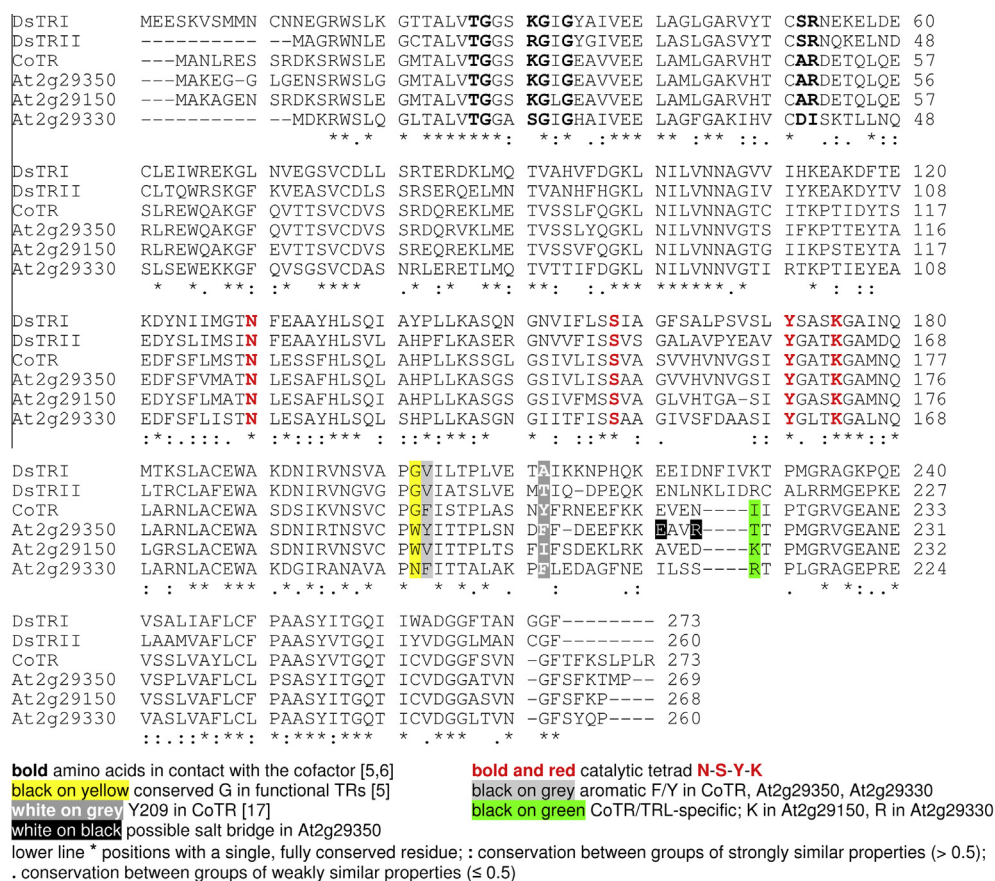 DsTRI MEESKVSMMN CNNEGRWSLK GTTALVTGGS KGIGYAIVEE LAGLGARVYT CSRNEKELDE 60
DsTRII ---------- --MAGRWNLE GCTALVTGGS RGIGYGIVEE LASLGASVYT CSRNQKELND 48
CoTR ---MANLRES SRDKSRWSLE GMTALVTGGS KGIGEAVVEE LAMLGARVHT CARDETQLQE 57
At2g29350 ---MAKEG-G LGENSRWSLG GMTALVTGGS KGIGEAVVEE LAMLGARVHT CARDETQLQE 56
At2g29150 ---MAKAGEN SRDKSRWSLE GMTALVTGGS KGLGEAVVEE LAMLGARVHT CARDETQLQE 57
At2g29330 ---------- --MDKRWSLQ GLTALVTGGA SGIGHAIVEE LAGFGAKIHV CDISKTLLNQ 48
**.* * *******: *:* .:*** ** :** ::. * .: *::
DsTRI CLEIWREKGL NVEGSVCDLL SRTERDKLMQ TVAHVFDGKL NILVNNAGVV IHKEAKDFTE 120
DsTRII CLTQWRSKGF KVEASVCDLS SRSERQELMN TVANHFHGKL NILVNNAGIV IYKEAKDYTV 108
CoTR SLREWQAKGF QVTTSVCDVS SRDQREKLME TVSSLFQGKL NILVNNAGTC ITKPTIDYTA 117
At2g29350 RLREWQAKGF QVTTSVCDVS SRDQRVKLME TVSSLYQGKL NILVNNVGTS IFKPTTEYTA 116
At2g29150 RLREWQAKGF EVTTSVCDVS SREQREKLME TVSSVFQGKL NILVNNAGTG IIKPSTEYTA 117
At2g29330 SLSEWEKKGF QVSGSVCDAS NRLERETLMQ TVTTIFDGKL NILVNNVGTI RTKPTIEYEA 108
* *. **: :* **** .* :* **: **: :.*** ******.* * : ::
DsTRI KDYNIIMGTN FEAAYHLSQI AYPLLKASQN GNVIFLSSIA GFSALPSVSL YSASKGAINQ 180
DsTRII EDYSLIMSIN FEAAYHLSVL AHPFLKASER GNVVFISSVS GALAVPYEAV YGATKGAMDQ 168
CoTR EDFSFLMATN LESSFHLSQL AHPLLKSSGL GSIVLISSAA SVVHVNVGSI YGATKGAMNQ 177
At2g29350 EDFSFVMATN LESAFHLSQL AHPLLKASGS GSIVLISSAA GVVHVNVGSI YGATKGAMNQ 176
At2g29150 EDYSFLMATN LESAFHLSQI AHPLLKASGS GSIVFMSSVA GLVHTGA-SI YGASKGAMNQ 176
At2g29330 EDFSFLISTN LESAYHLSQL SHPLLKASGN GIITFISSAA GIVSFDAASI YGLTKGALNQ 168
:*:.::. * :*:::*** : ::*:**:* * : ::** : . :: *. :***::*
DsTRI MTKSLACEWA KDNIRVNSVA PGVILTPLVE TAIKKNPHQK EEIDNFIVKT PMGRAGKPQE 240
DsTRII LTRCLAFEWA KDNIRVNGVG PGVIATSLVE MTIQ-DPEQK ENLNKLIDRC ALRRMGEPKE 227
CoTR LARNLACEWA SDNIRTNSVC PGFISTPLAS NYFRNEEFKK EVEN----II PTGRVGEANE 233
At2g29350 LARNLACEWA SDNIRTNSVC PWVITTPLSN DFF-DEEFKK EAVR----TT PMGRVGEANE 231
At2g29150 LGRSLACEWA SDNIRVNSVC PWVITTPLTS FIFSDEKLRK AVED----KT PMGRVGEANE 232
At2g29330 LARNLACEWA KDGIRANAVA PNFITTALAK PFLEDAGFNE ILSS----RT PLGRAGEPRE 224
: : ** *** .*.**.*.* * .* *.* . : .: . * *:..*
DsTRI VSALIAFLCF PAASYITGQI IWADGGFTAN GGF------- 273
DsTRII LAAMVAFLCF PAASYVTGQI IYVDGGLMAN CGF------- 260
CoTR VSSLVAYLCL PAASYVTGQT ICVDGGFSVN -GFTFKSLPLR 273
At2g29350 VSPLVAFLCL PAASYITGQT ICVDGGATVN -GFSFKTMP-- 269
At2g29150 VSSLVAFLCF PAASYITGQT ICVDGGASVN -GFSFKP---- 268
At2g29330 VASLVAFLCL PAASYITGQT ICVDGGLTVN -GFSYQP---- 260
::.::*:**: *****:*** * .*** .* **
bold amino acids in contact with the cofactor [5,6]
bold and red catalytic tetrad N-S-Y-K
black on yellow conserved G in functional TRs [5]
black on grey aromatic F/Y in CoTR, At2g29350, At2g29330
white on grey Y209 in CoTR [17]
black on green CoTR/TRL-specific; K in At2g29150, R in At2g29330
white on black possible salt bridge in At2g29350
lower line * positions with a single, fully conserved residue; : conservation between groups of strongly similar properties (> 0.5);
. conservation between groups of weakly similar properties (≤ 0.5)